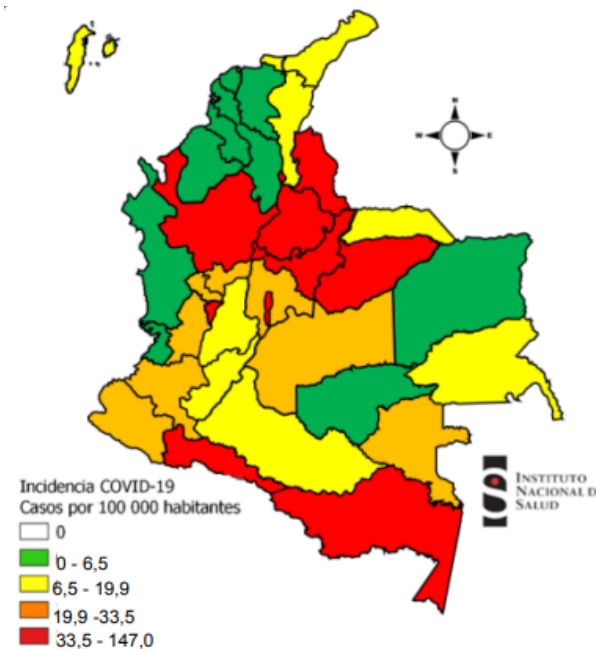 N
W
E
S
INSTITUTO
NACIONAL D
SALUD
Incidencia COVID-19
Casos por 100 000 habitantes
0
0 - 6,5
6,5 - 19,9
19,9 -33,5
33,5 - 147,0